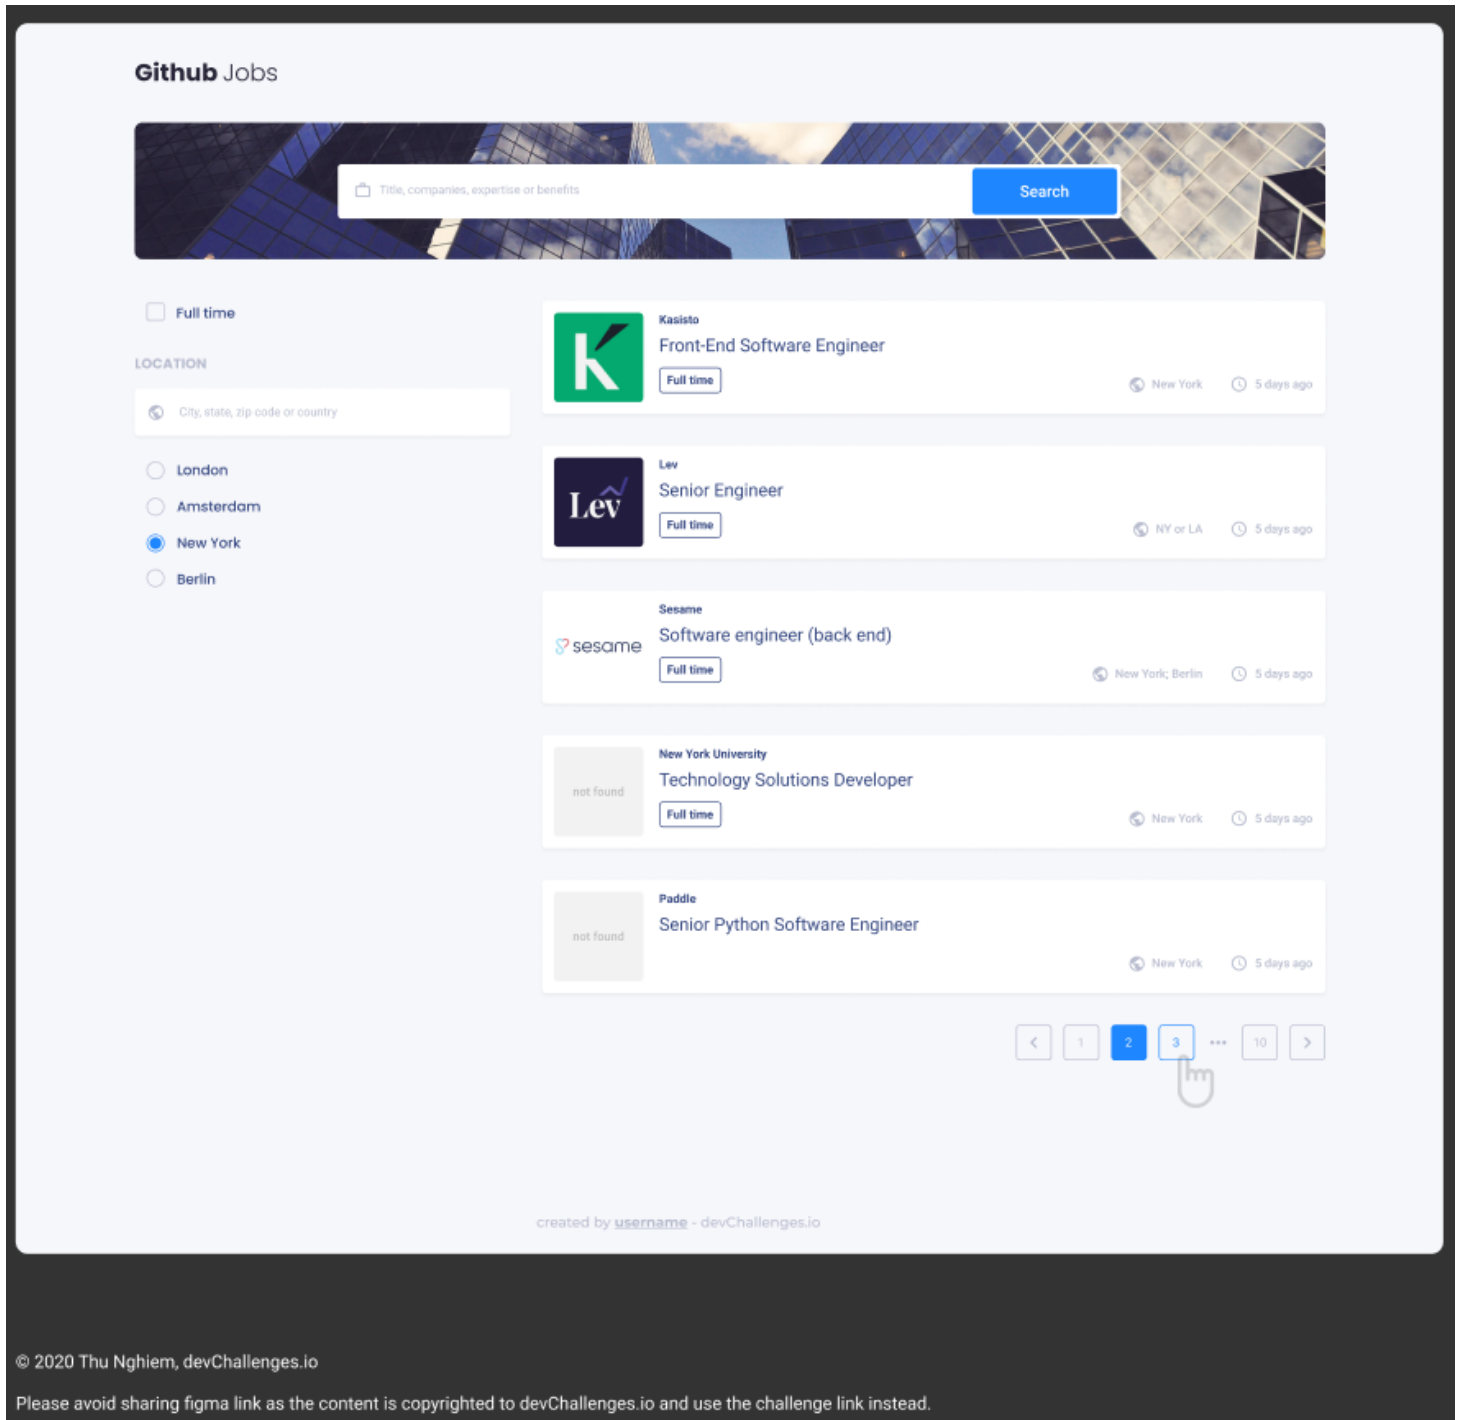 Github Jobs
Title, companies, expertise or benefits
Search
Full time
LOCATION
City, state, zip code or country
London
Amsterdam
New York
Berlin
K
Kasisto
Front-End Software Engineer
Full time
New York
5 days ago
Lev
Lev
Senior Engineer
Full time
NY or LA
5 days ago
sesame
Sesame
Software engineer (back end)
Full time
New York; Berlin
5 days ago
not found
New York University
Technology Solutions Developer
Full time
New York
5 days ago
not found
Paddle
Senior Python Software Engineer
New York
5 days ago
1 2 3 ••• 10
created by username - devChallenges.io
© 2020 Thu Nghiem, devChallenges.io
Please avoid sharing figma link as the content is copyrighted to devChallenges.io and use the challenge link instead.